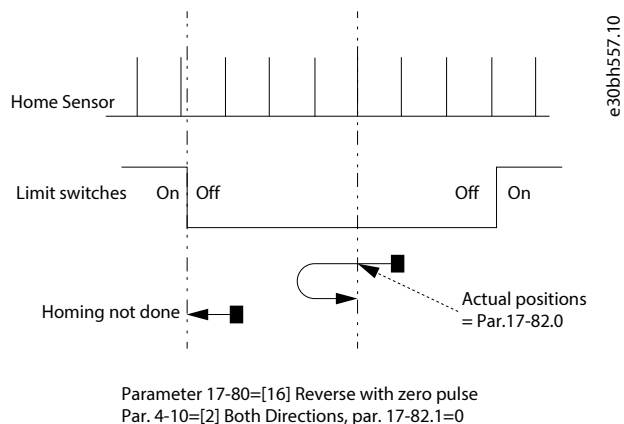 e30bh557.10
Home Sensor
Limit switches On Off Off On
Homing not done
Actual positions
= Par.17-82.0
Parameter 17-80=[16] Reverse with zero pulse
Par. 4-10=[2] Both Directions, par. 17-82.1=0